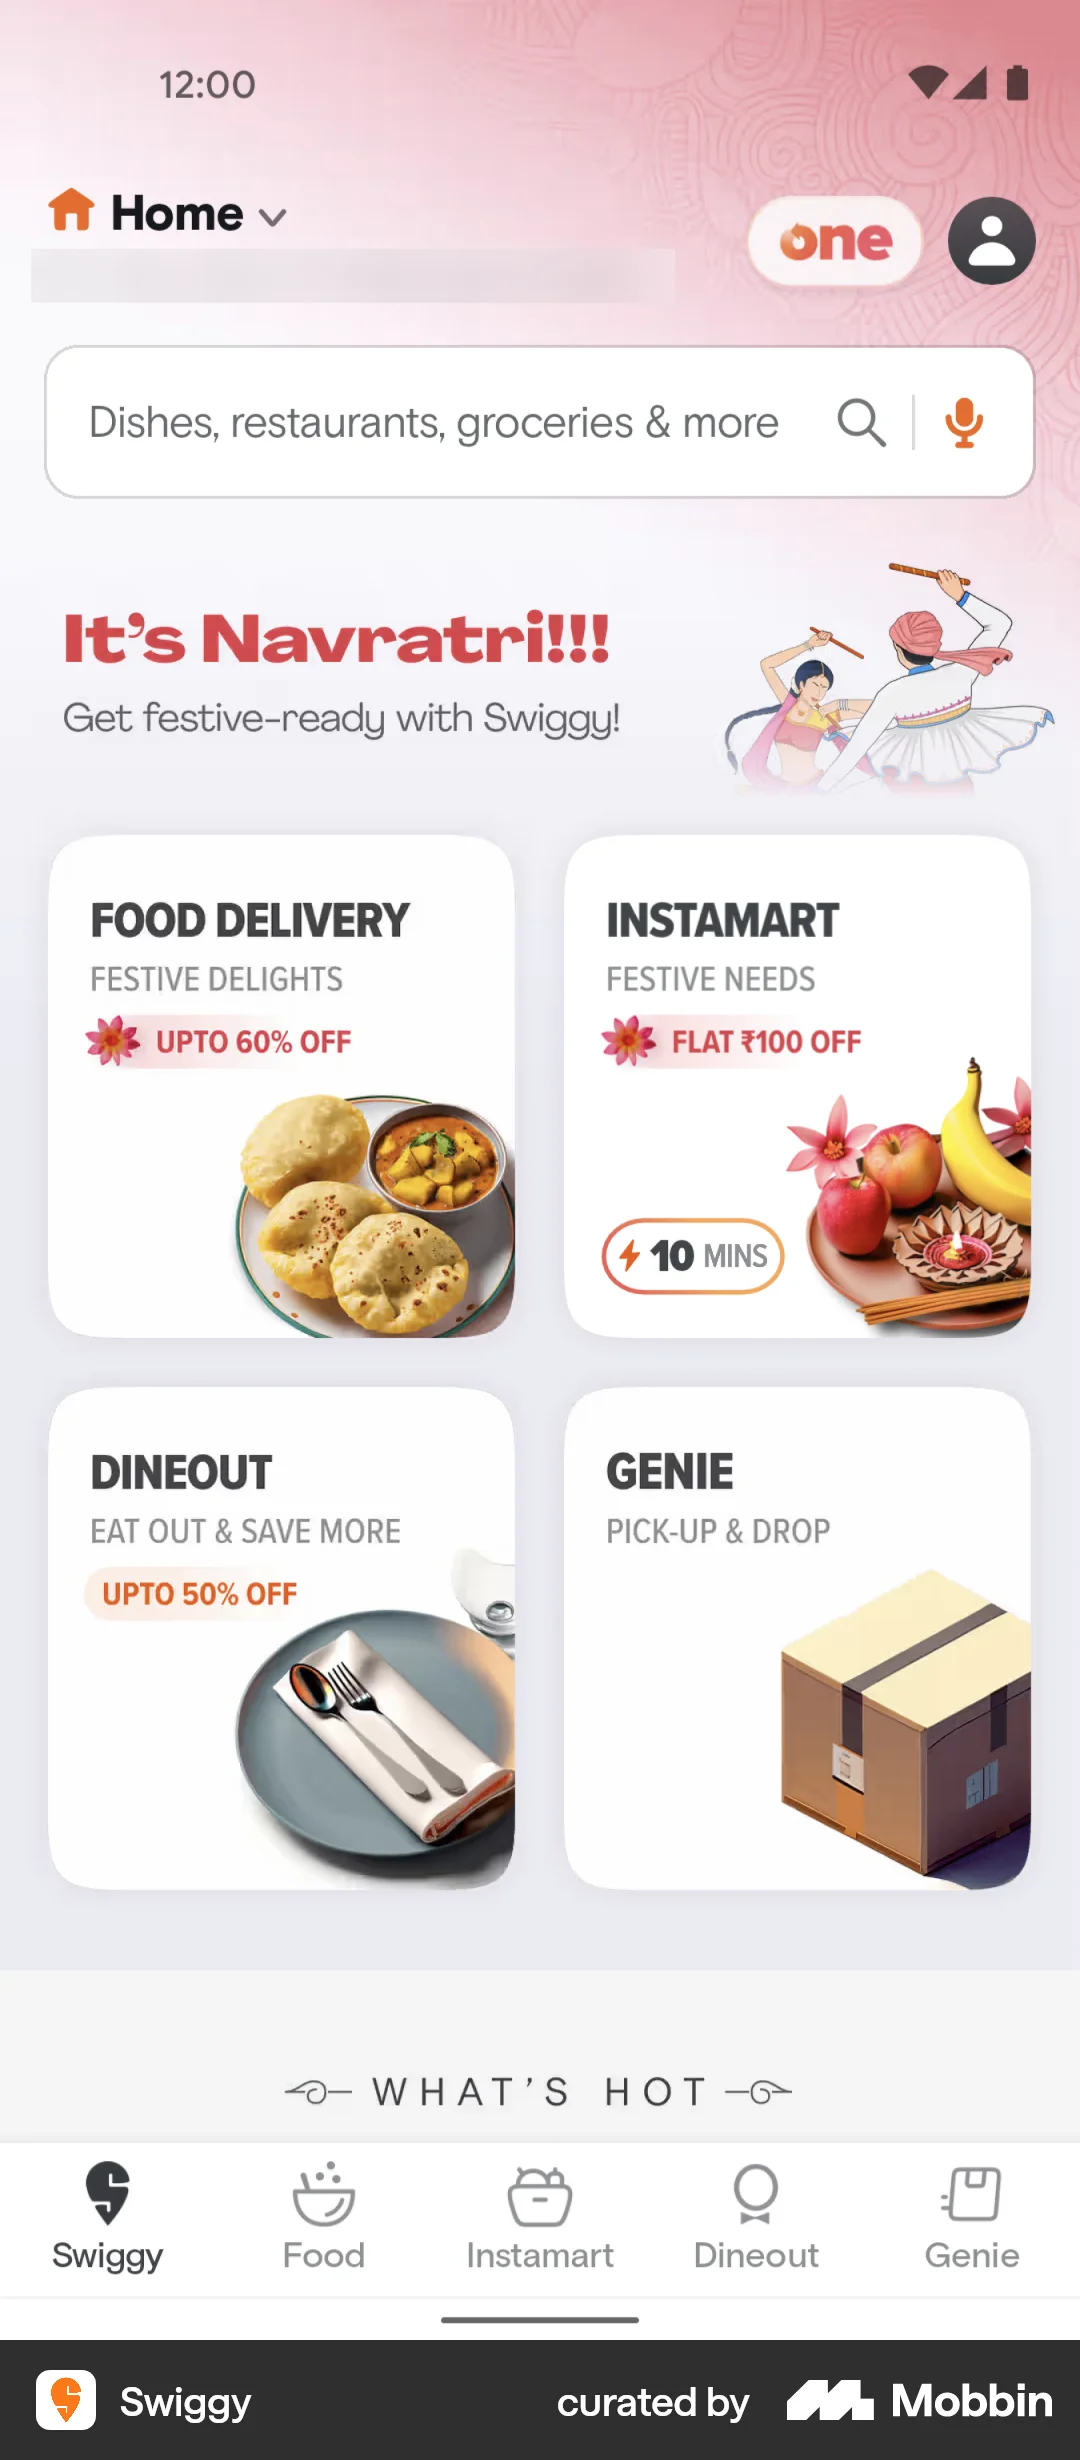 12:00
Home
one
Dishes, restaurants, groceries & more
It's Navratri!!!
Get festive-ready with Swiggy!
FOOD DELIVERY
FESTIVE DELIGHTS
UPTO 60% OFF
INSTAMART
FESTIVE NEEDS
FLAT ₹100 OFF
10 MINS
DINEOUT
EAT OUT & SAVE MORE
UPTO 50% OFF
GENIE
PICK-UP & DROP
WHAT'S HOT
Swiggy
Food
Instamart
Dineout
Genie
Swiggy
curated by Mobbin